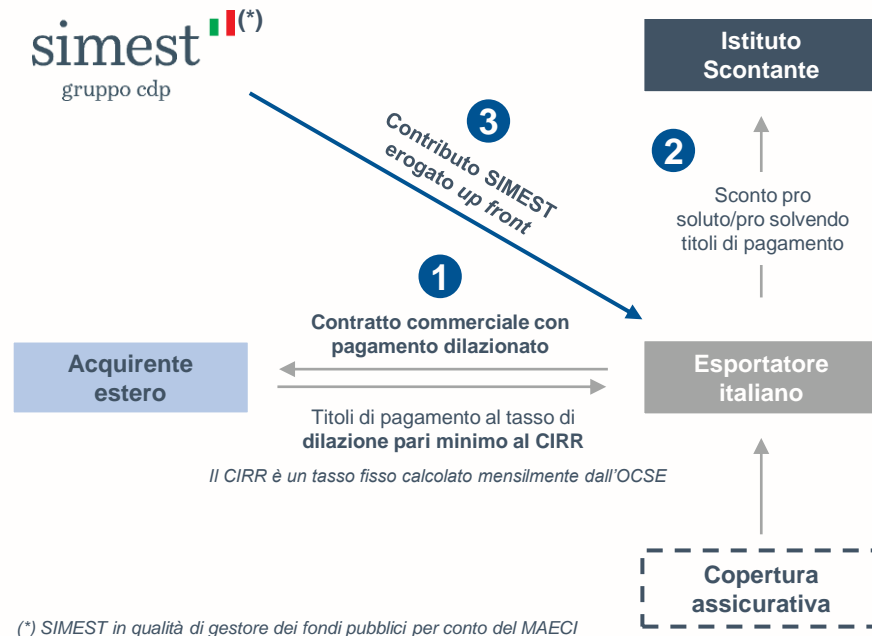 simest (*)
gruppo cdp
Istituto
Scontante
3
Contributo SIMEST
erogato up front
2
Sconto pro
soluto/pro solvendo
titoli di pagamento
1
Contratto commerciale con
pagamento dilazionato
Acquirente
estero
Esportatore
italiano
Titoli di pagamento al tasso di
dilazione pari minimo al CIRR
Il CIRR è un tasso fisso calcolato mensilmente dall'OCSE
Copertura
assicurativa
(*) SIMEST in qualità di gestore dei fondi pubblici per conto del MAECI